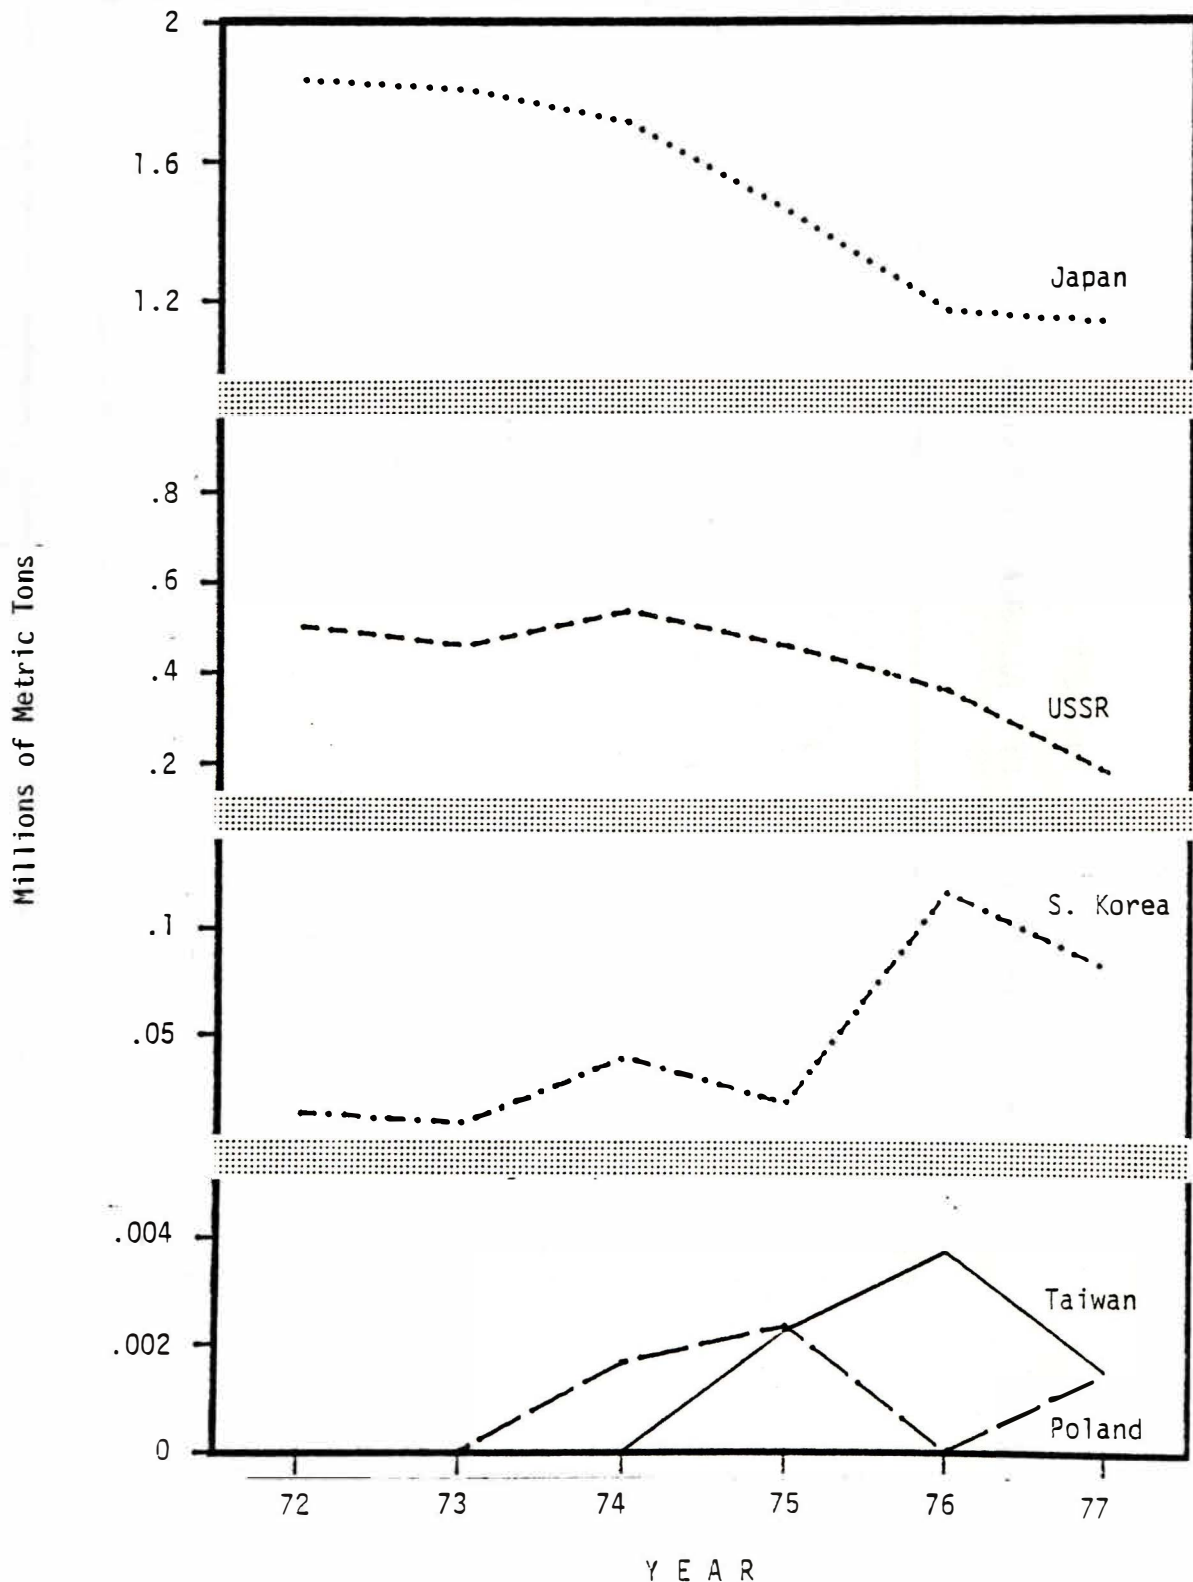 2
1.6
Japan
1.2
.8
.6
Millions of Metric Tons
.4
USSR
.2
S. Korea
.1
.05
.004
Taiwan
.002
Poland
0
72 73 74 75 76 77
YEAR